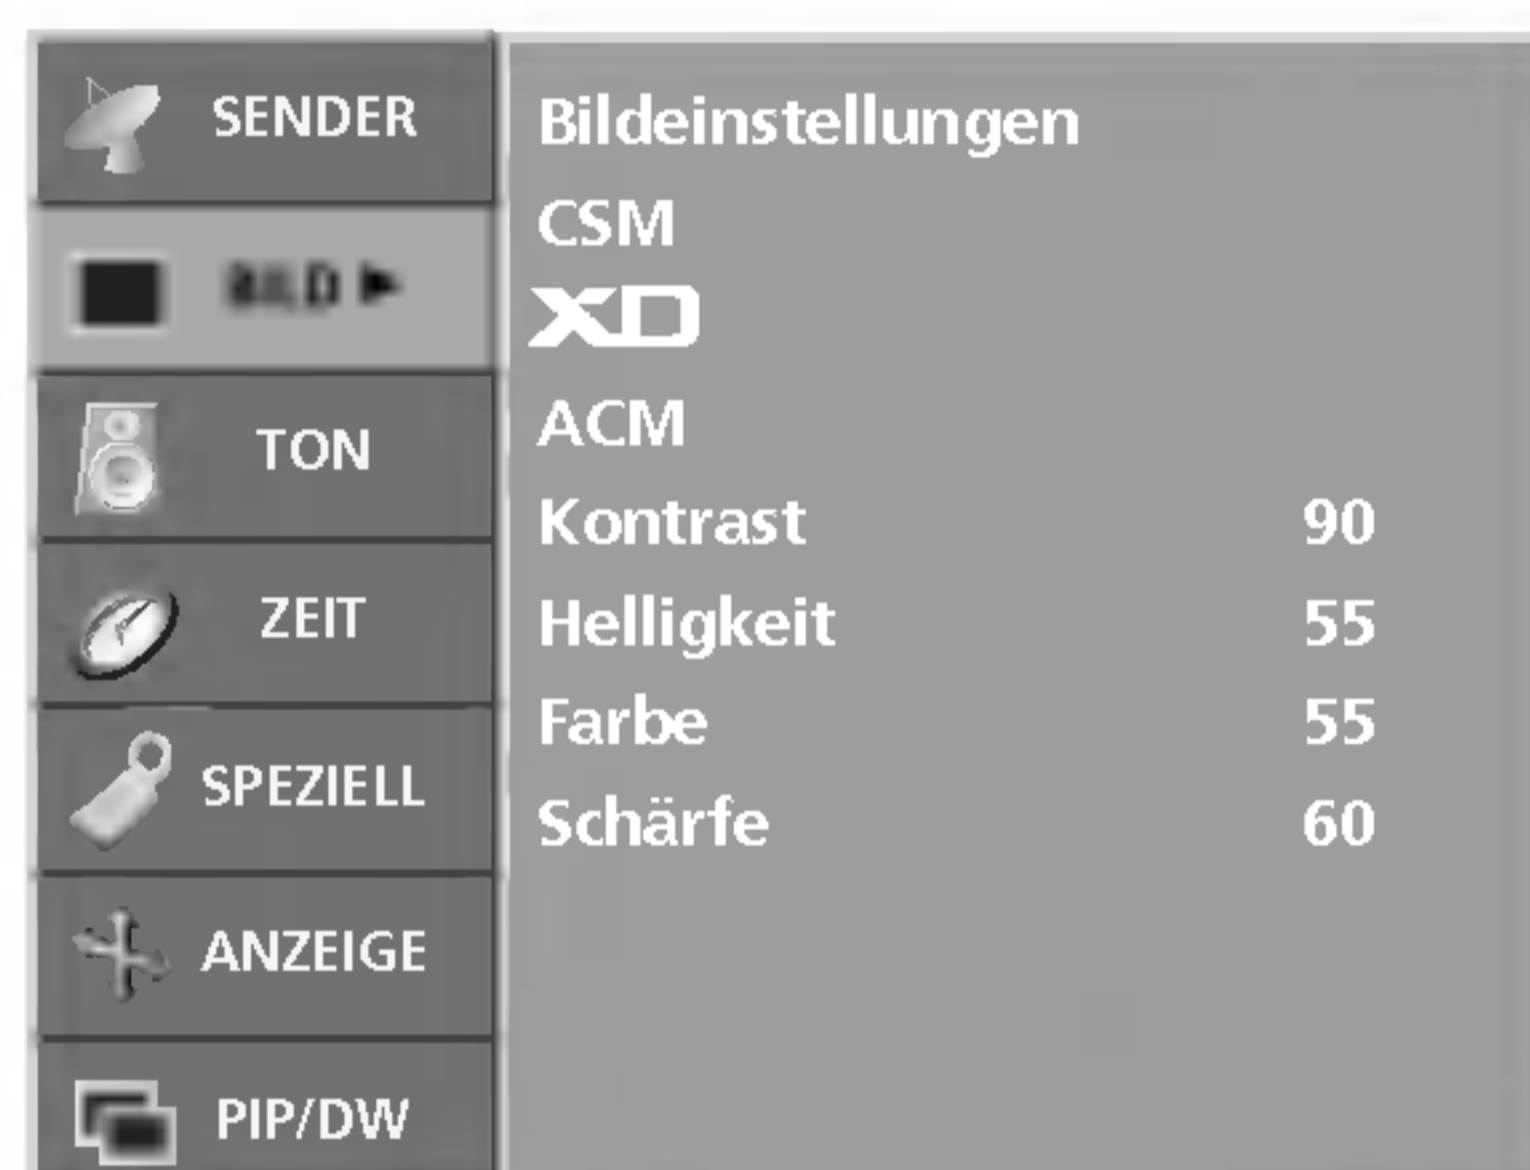 SENDER
BILD ▶
TON
ZEIT
SPEZIELL
ANZEIGE
PIP/DW
Bildeinstellungen
CSM
XD
ACM
Kontrast 90
Helligkeit 55
Farbe 55
Schärfe 60